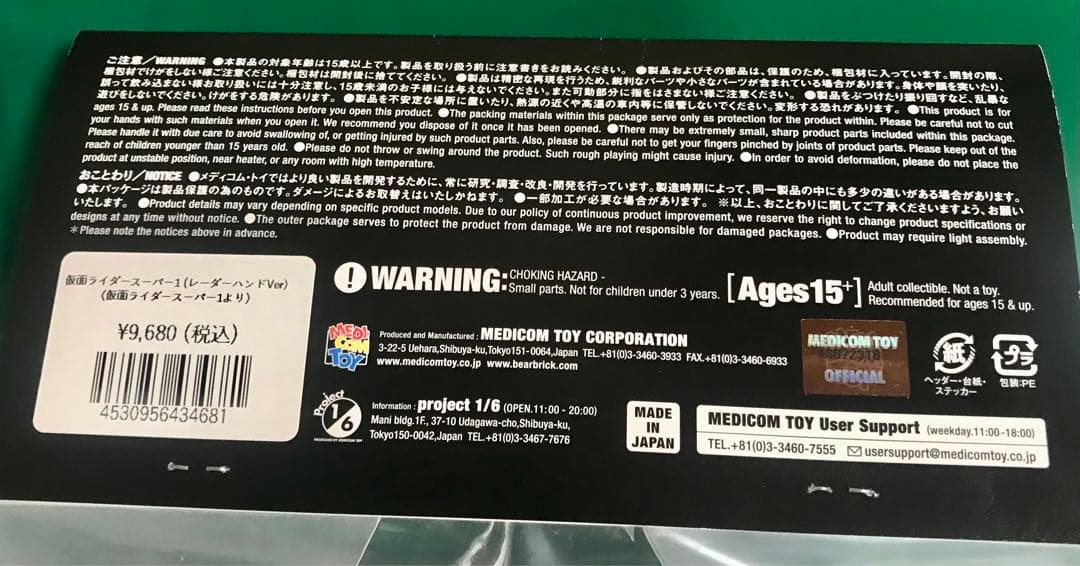 ご注意／WARNING ●本製品の対象年齢は15歳以上です。製品を取り扱う前に注意書きをお読みください。 ●製品およびその部品は、保護のため、梱包材に入っています。開封の際、
梱包材でけがをしない様ご注意ください。梱包材は開封後に捨ててください。 ●製品は精密な再現を行うため、鋭利なパーツや小さなパーツが含まれている場合があります。身体や顔を突いたり、
誤って飲み込まない様お取り扱いには十分注意し、15歳未満のお子様には与えないでください。また可動部分に指をはさまない様ご注意ください。 ●製品をぶつけたり振り回すなど、乱暴な
遊びをしないでください。けがをする危険があります。 ●製品を不安定な場所に置いたり、熱源の近くや高温の車内等に保管しないでください。変形する恐れがあります。 ●This product is for
ages 15 & up. Please read these instructions before you open this product. ●The packing materials within this package serve only as protection for the product within. Please be careful not to cut
your hands with such materials when you open it. We recommend you dispose of it once it has been opened. ●There may be extremely small, sharp product parts included within this package.
Please handle it with due care to avoid swallowing of, or getting injured by such product parts. Also, please be careful not to get your fingers pinched by joints of product parts. Please keep out of the
reach of children younger than 15 years old. ●Please do not throw or swing around the product. Such rough playing might cause injury. ●In order to avoid deformation, please do not place the
product at unstable position, near heater, or any room with high temperature.
おことわり／NOTICE ●メディコム・トイではより良い製品を開発するために、常に研究・調査・改良・開発を行っています。製造時期によって、同一製品の中にも多少の違いがある場合があります。
●本パッケージは製品保護の為のものです。ダメージによるお取替えはいたしかねます。 ●一部加工が必要な場合があります。 ※以上、おことわりに関してご了承くださいますよう、お願い
いたします。 ●Product details may vary depending on specific product models. Due to our policy of continuous product improvement, we reserve the right to change product specifications or
designs at any time without notice. ●The outer package serves to protect the product from damage. We are not responsible for damaged packages. ●Product may require light assembly.
＊Please note the notices above in advance.
仮面ライダースーパー1(レーダーハンドVer)
(仮面ライダースーパー1より)
¥9,680(税込)
4530956434681
WARNING: CHOKING HAZARD -
Small parts. Not for children under 3 years.
[Ages15+] Adult collectible. Not a toy.
Recommended for ages 15 & up.
MEDI
COM
TOY
Produced and Manufactured : MEDICOM TOY CORPORATION
3-22-5 Uehara,Shibuya-ku,Tokyo151-0064,Japan TEL.+81(0)3-3460-3933 FAX.+81(0)3-3460-6933
www.medicomtoy.co.jp www.bearbrick.com
MEDICOM TOY
OFFICIAL
紙
ヘッダー・台紙・
ステッカー
プラ
包装:PE
Project
1/6
PRODUCED BY MEDICOM TOY
Information : project 1/6 (OPEN.11:00 - 20:00)
Mani bldg.1F., 37-10 Udagawa-cho,Shibuya-ku,
Tokyo150-0042,Japan TEL.+81(0)3-3467-7676
MADE
IN
JAPAN
MEDICOM TOY User Support (weekday.11:00-18:00)
TEL.+81(0)3-3460-7555 usersupport@medicomtoy.co.jp